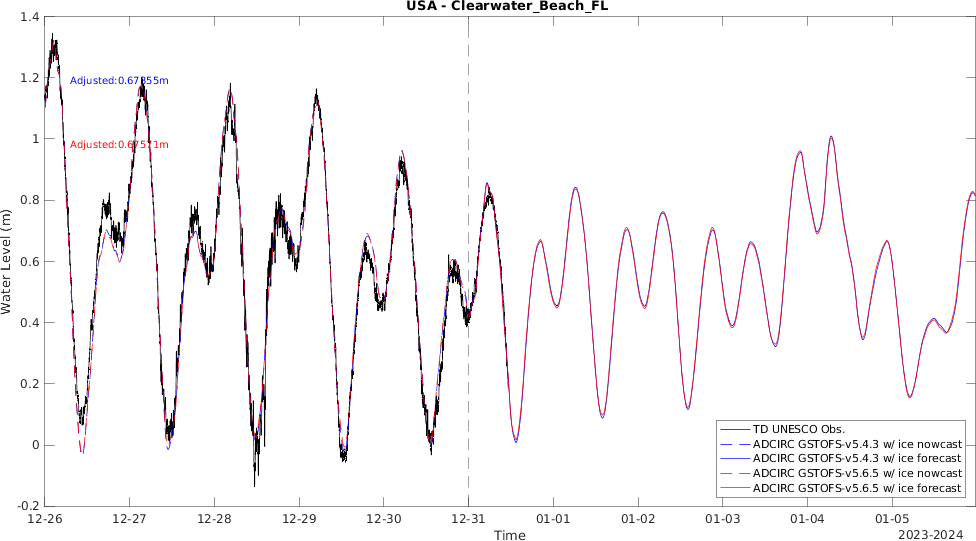 USA - Clearwater_Beach_FL
1.4
1.2
1
0.8
0.6
0.4
0.2
0
-0.2
Water Level (m)
Adjusted:0.67355m
Adjusted:0.67571m
TD UNESCO Obs.
ADCIRC GSTOFS-v5.4.3 w/ ice nowcast
ADCIRC GSTOFS-v5.4.3 w/ ice forecast
ADCIRC GSTOFS-v5.6.5 w/ ice nowcast
ADCIRC GSTOFS-v5.6.5 w/ ice forecast
12-26 12-27 12-28 12-29 12-30 12-31 01-01 01-02 01-03 01-04 01-05
Time
2023-2024